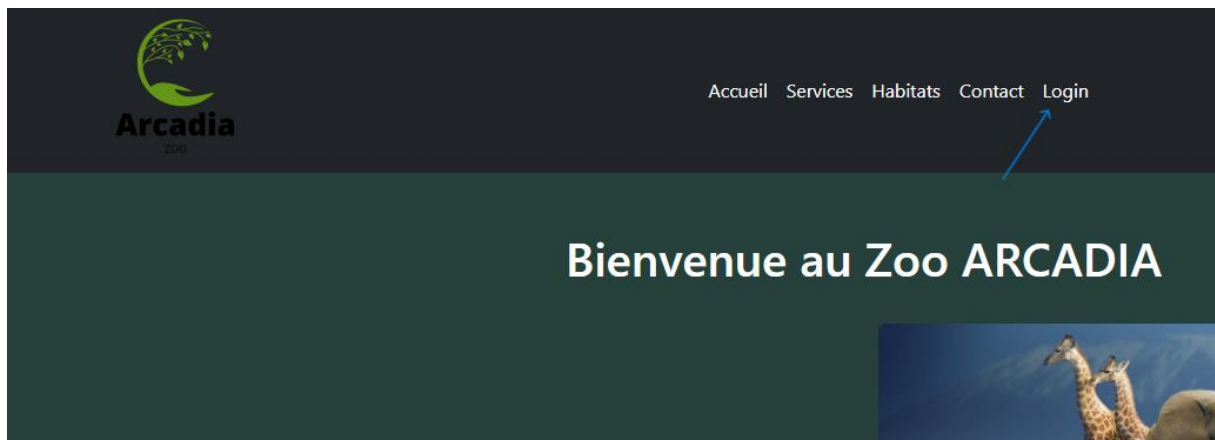 Arcadia
ZOO
Accueil Services Habitats Contact Login
Bienvenue au Zoo ARCADIA